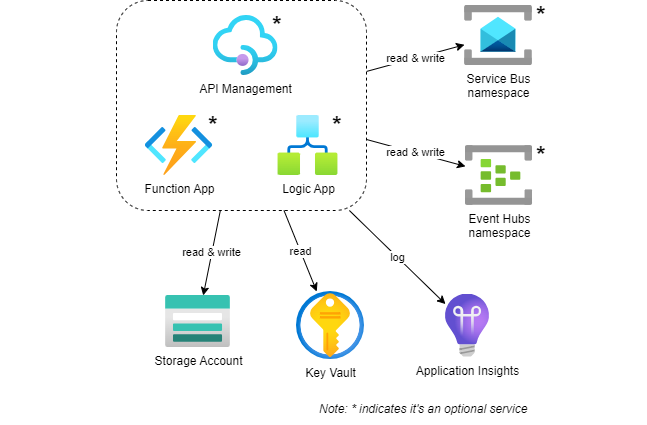 *
API Management
*
Service Bus
namespace
read & write
*
Function App
*
Logic App
read & write
*
Event Hubs
namespace
read & write
read
log
Storage Account
Key Vault
Application Insights
Note: * indicates it's an optional service